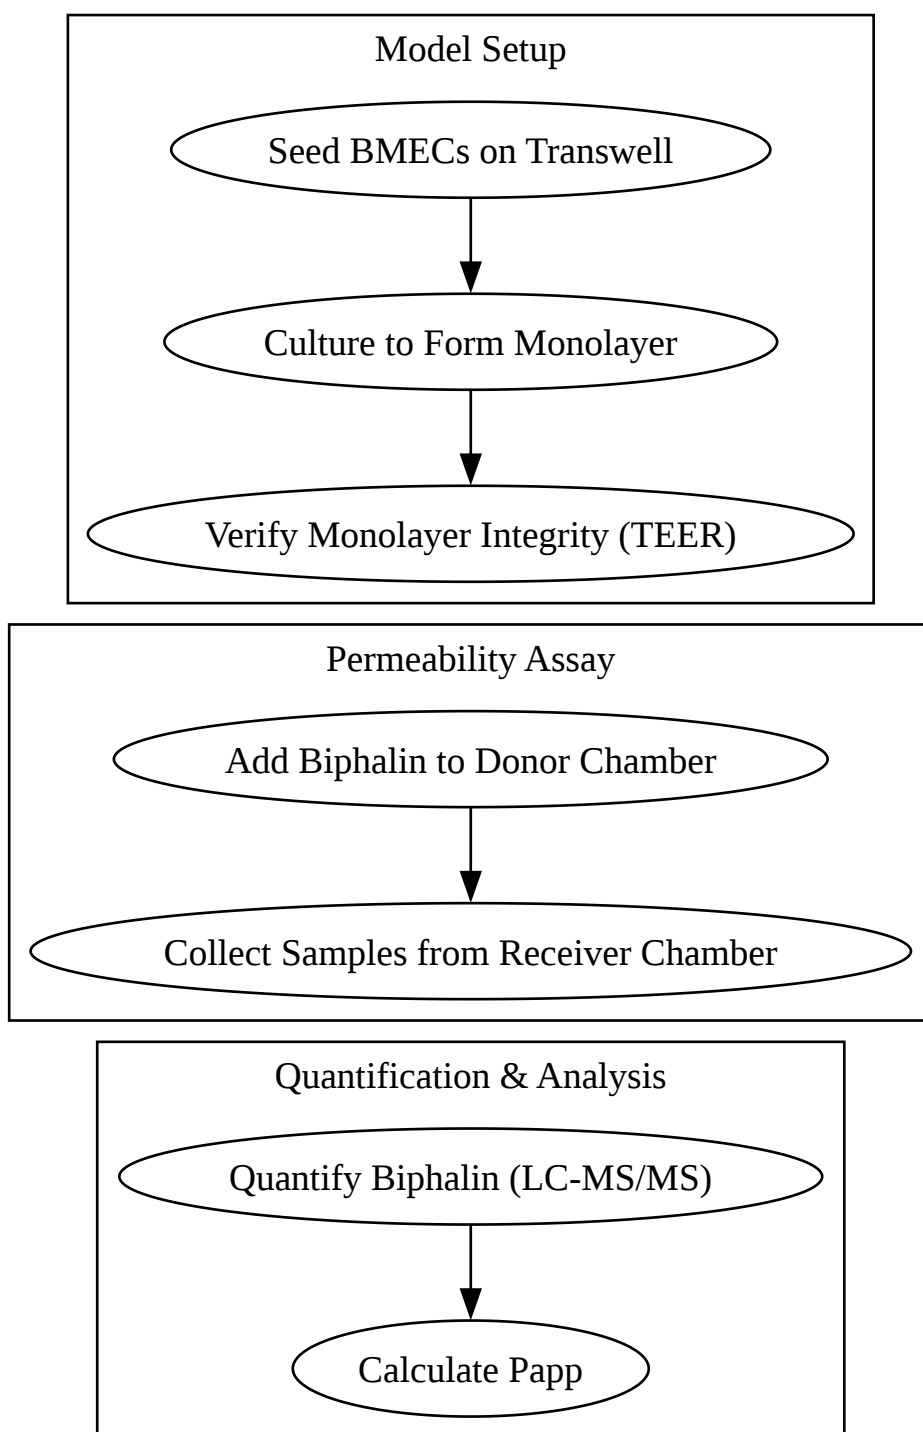 Model Setup
Seed BMECs on Transwell
Culture to Form Monolayer
Verify Monolayer Integrity (TEER)
Permeability Assay
Add Biphalin to Donor Chamber
Collect Samples from Receiver Chamber
Quantification & Analysis
Quantify Biphalin (LC-MS/MS)
Calculate Papp